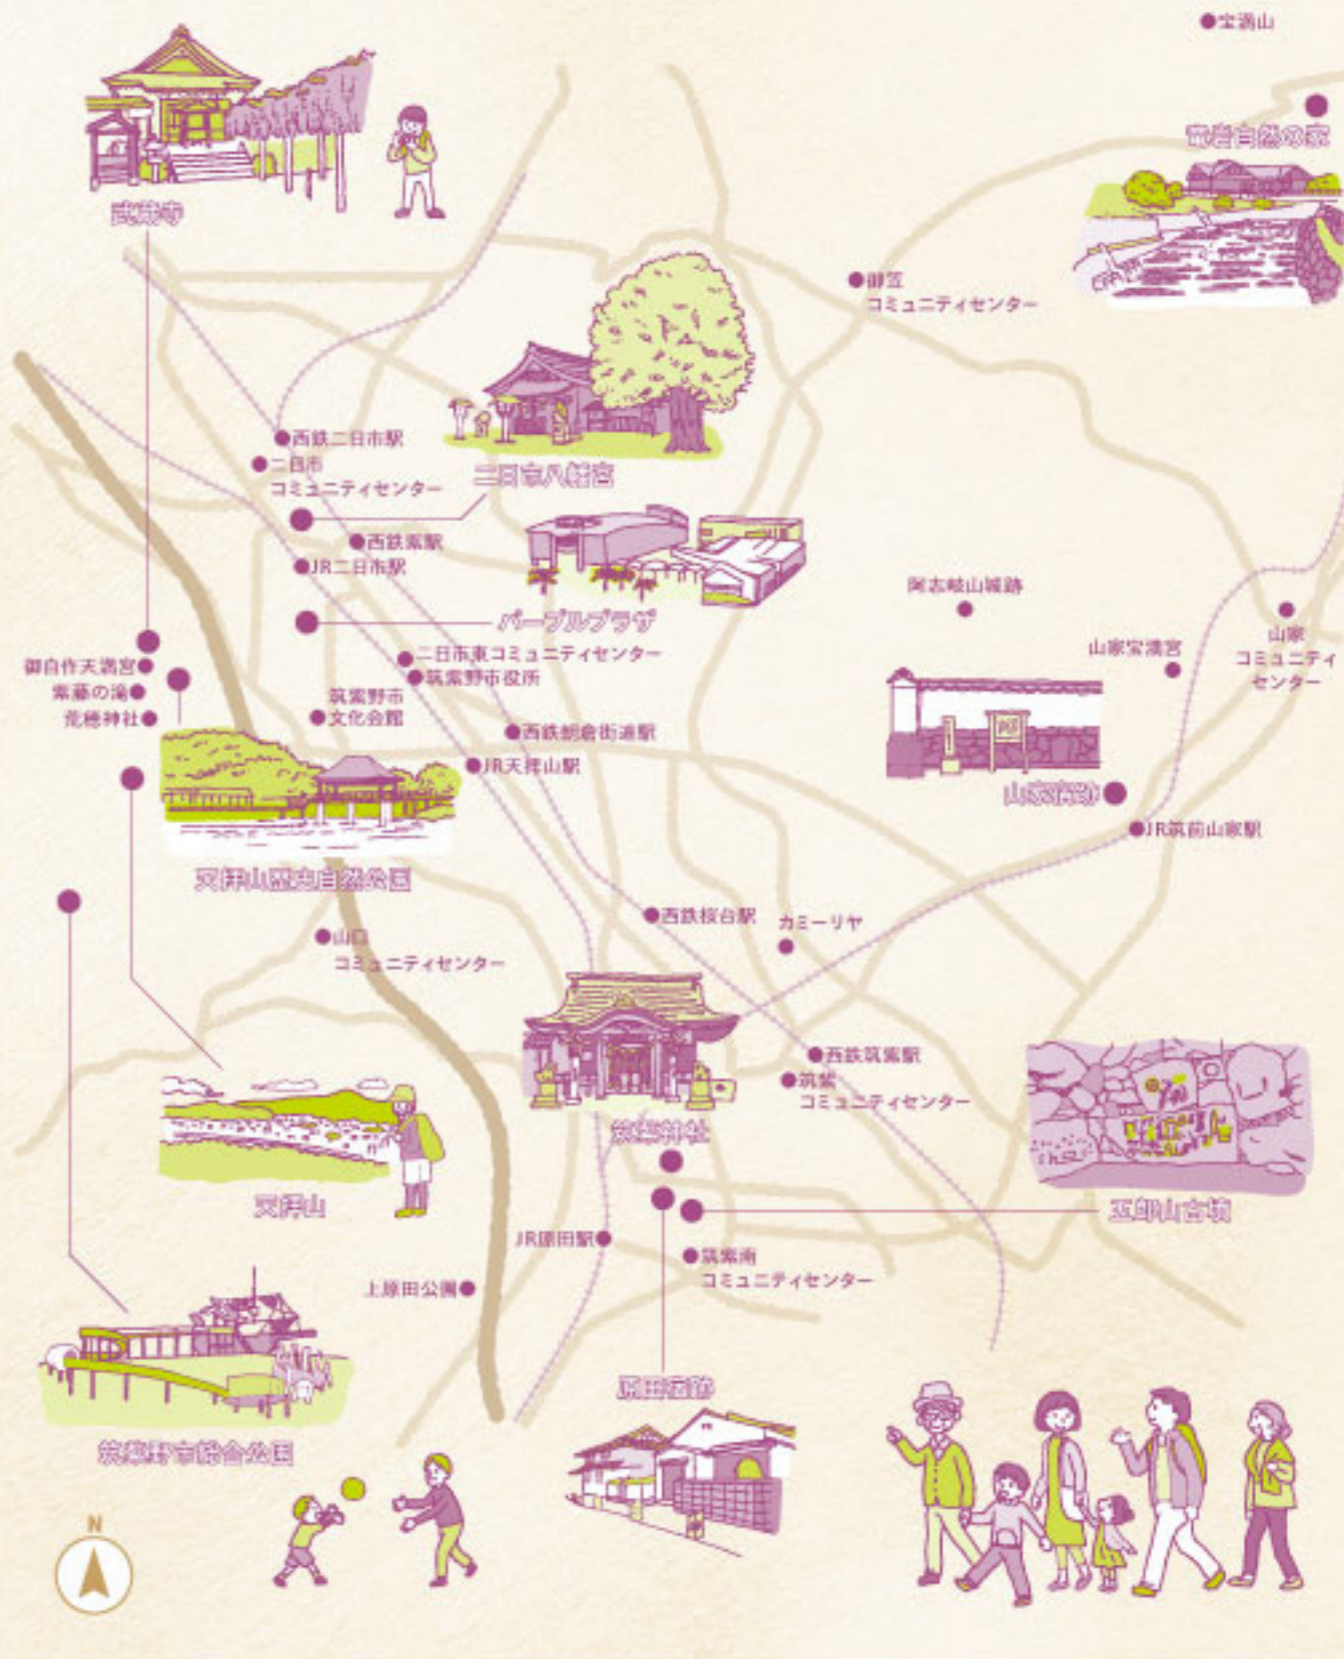 宝満山
竜岩自然の家
武蔵寺
御笠
コミュニティセンター
西鉄二日市駅
二日市
コミュニティセンター
二日市八幡宮
西鉄紫駅
JR二日市駅
パープルプラザ
阿志岐山城跡
山家
コミュニティ
センター
山家宝満宮
二日市東コミュニティセンター
筑紫野市役所
御自作天満宮
紫藤の滝
荒穂神社
筑紫野市
文化会館
西鉄朝倉街道駅
JR天拝山駅
山家宿跡
JR筑前山家駅
天拝山歴史自然公園
西鉄桜台駅
カミーリヤ
山口
コミュニティセンター
西鉄筑紫駅
筑紫
コミュニティセンター
筑紫神社
天拝山
五郎山古墳
JR原田駅
筑紫南
コミュニティセンター
上原田公園
原田宿跡
筑紫野市総合公園
N